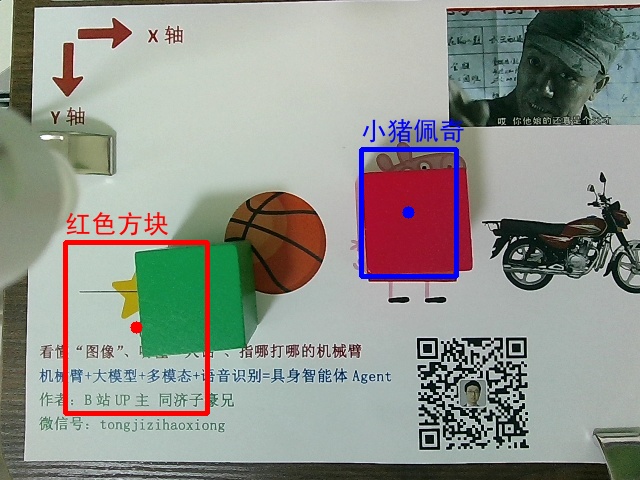 X 轴
Y 轴
哎 你他娘的还真是个天才
小猪佩奇
红色方块
看懂“图像”、
、指哪打哪的机械臂
机械臂+大模型+多模态+语音识别=具身智能体 Agent
作者：B 站 UP 主 同济子豪兄
微信号：tongjizihaoxiong